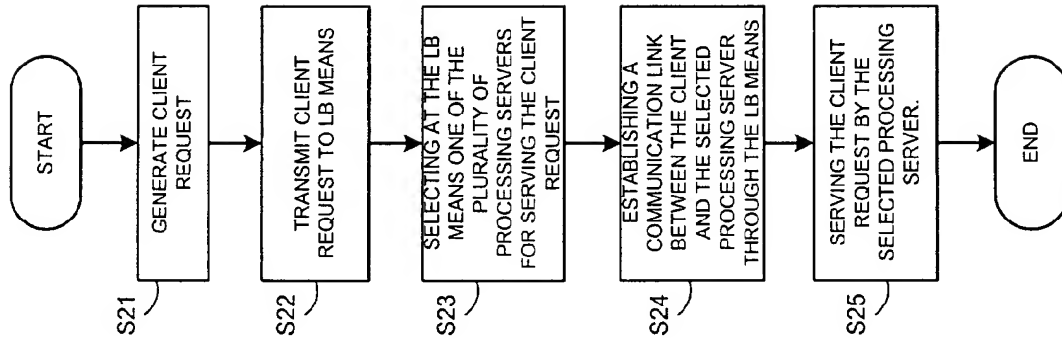 START
S21
GENERATE CLIENT
REQUEST
S22
TRANSMIT CLIENT
REQUEST TO LB MEANS
S23
SELECTING AT THE LB
MEANS ONE OF THE
PLURALITY OF
PROCESSING SERVERS
FOR SERVING THE CLIENT
REQUEST
S24
ESTABLISHING A
COMMUNICATION LINK
BETWEEN THE CLIENT
AND THE SELECTED
PROCESSING SERVER
THROUGH THE LB MEANS
S25
SERVING THE CLIENT
REQUEST BY THE
SELECTED PROCESSING
SERVER.
END